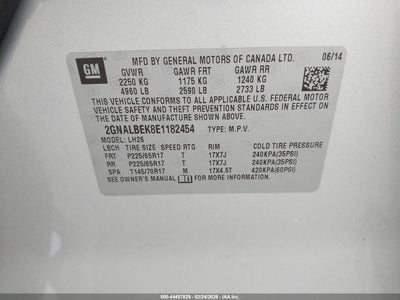 GM
MFD BY GENERAL MOTORS OF CANADA LTD. 06/14
GVWR GAWR FRT GAWR RR
2250 KG 1175 KG 1240 KG
4960 LB 2590 LB 2733 LB
THIS VEHICLE CONFORMS TO ALL APPLICABLE U.S. FEDERAL MOTOR
VEHICLE SAFETY AND THEFT PREVENTION STANDARDS IN EFFECT ON
THE DATE OF MANUFACTURE SHOWN ABOVE.
2GNALBEK8E1182454 TYPE: M.P.V.
MODEL: LH26
LBCH TIRE SIZE SPEED RTG RIM COLD TIRE PRESSURE
FRT P225/65R17 T 17X7J 240KPA(35PSI)
RR P225/65R17 T 17X7J 240KPA(35PSI)
SPA T145/70R17 M 17X4.5T 420KPA(60PSI)
SEE OWNER'S MANUAL FOR ADDITIONAL INFORMATION.